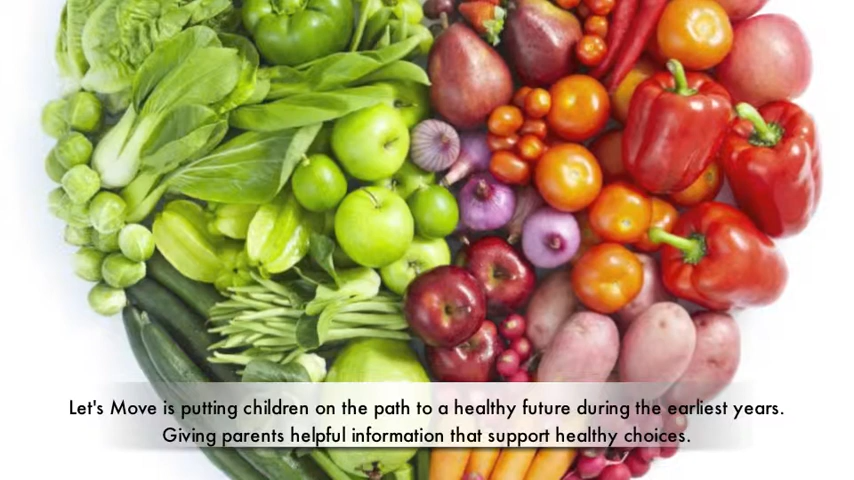 Let's Move is putting children on the path to a healthy future during the earliest years.
Giving parents helpful information that support healthy choices.